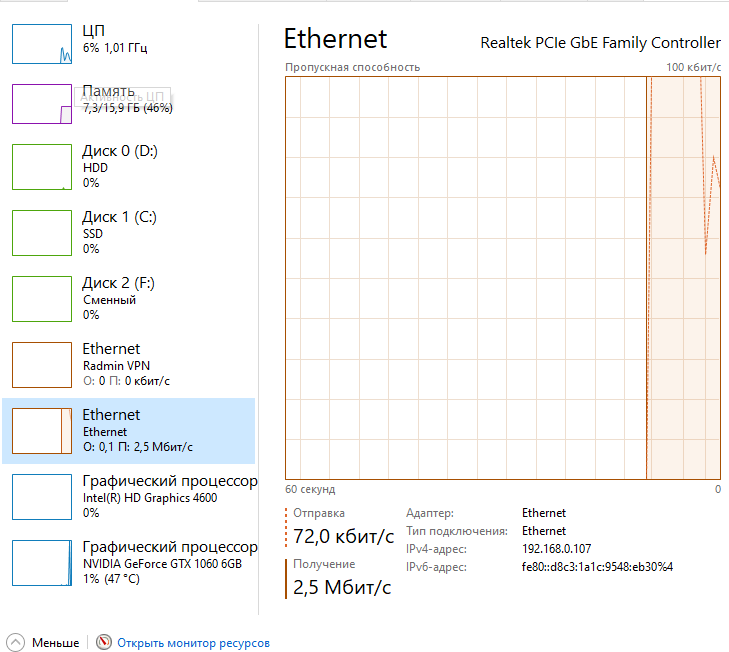 ЦП
6% 1,01 ГГц
Память
Активность ЦП
7,3/15,9 ГБ (46%)
Диск 0 (D:)
HDD
0%
Диск 1 (C:)
SSD
0%
Диск 2 (F:)
Сменный
0%
Ethernet
Radmin VPN
О: 0 П: 0 кбит/с
Ethernet
Ethernet
О: 0,1 П: 2,5 Мбит/с
Графический процессор
Intel(R) HD Graphics 4600
0%
Графический процессор
NVIDIA GeForce GTX 1060 6GB
1% (47 °C)
Ethernet
Realtek PCIe GbE Family Controller
Пропускная способность
100 кбит/с
60 секунд
0
Отправка
72,0 кбит/с
Получение
2,5 Мбит/с
Адаптер: Ethernet
Тип подключения: Ethernet
IPv4-адрес: 192.168.0.107
IPv6-адрес: fe80::d8c3:1a1c:9548:eb30%4
Меньше
Открыть монитор ресурсов